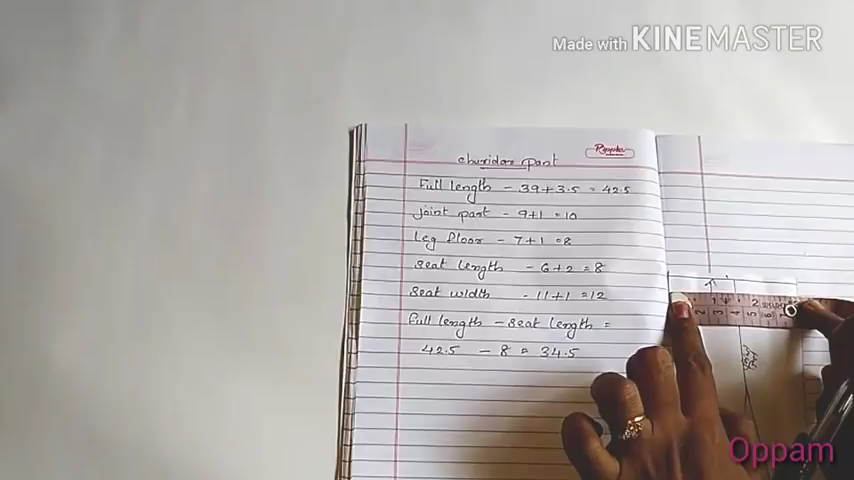 Made with KINEMASTER
Ripple
churidar pant
Full length - 39+3.5 = 42.5
joint part - 9+1 =10
Leg floor - 7+1 =8
seat length - 6+2 =8
seat width - 11+1 =12
Full length - seat length =
42.5 - 8 = 34.5
Oppam